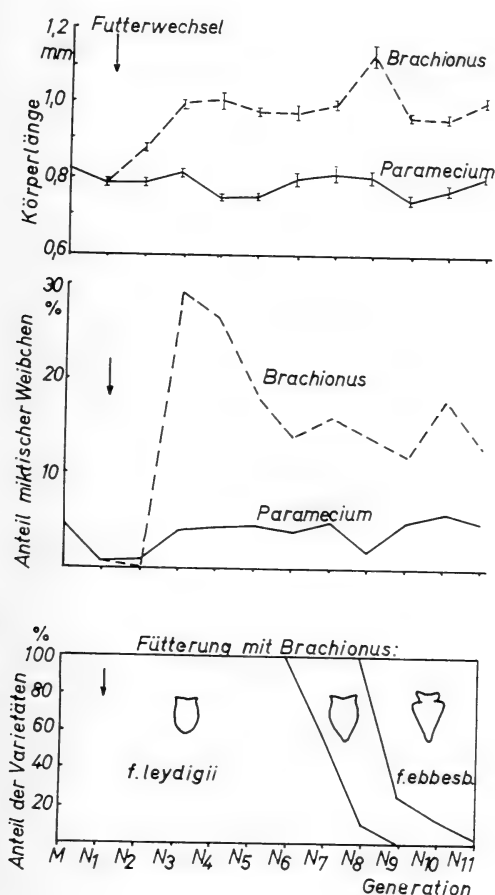 Futterwechsel
1,2
mm
1,0
0,8
0,6
Körperlänge
Brachionus
Paramecium
30
%
20
10
Anteil miktischer Weibchen
Brachionus
Paramecium
Fütterung mit Brachionus:
%
100
80
60
40
20
Anteil der Varietäten
f. leydigii
f.ebbesb.
M N1 N2 N3 N4 N5 N6 N7 N8 N9 N10 N11
Generation